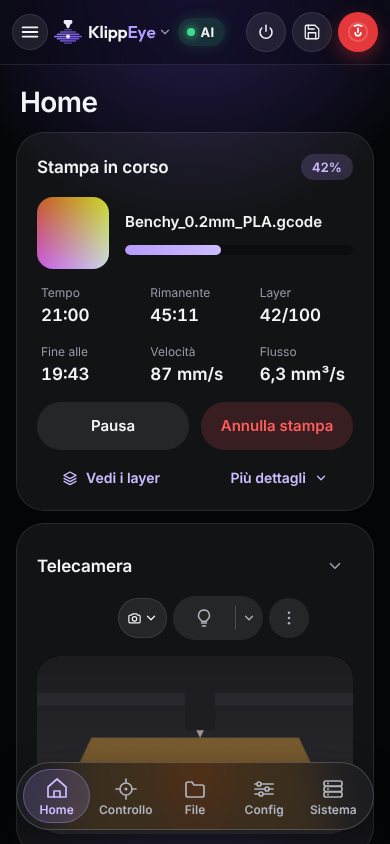 KlippEye
AI
Home
Stampa in corso
42%
Benchy_0.2mm_PLA.gcode
Tempo Rimanente Layer
21:00 45:11 42/100
Fine alle Velocità Flusso
19:43 87 mm/s 6,3 mm³/s
Pausa Annulla stampa
Vedi i layer Più dettagli
Telecamera
Home Controllo File Config Sistema